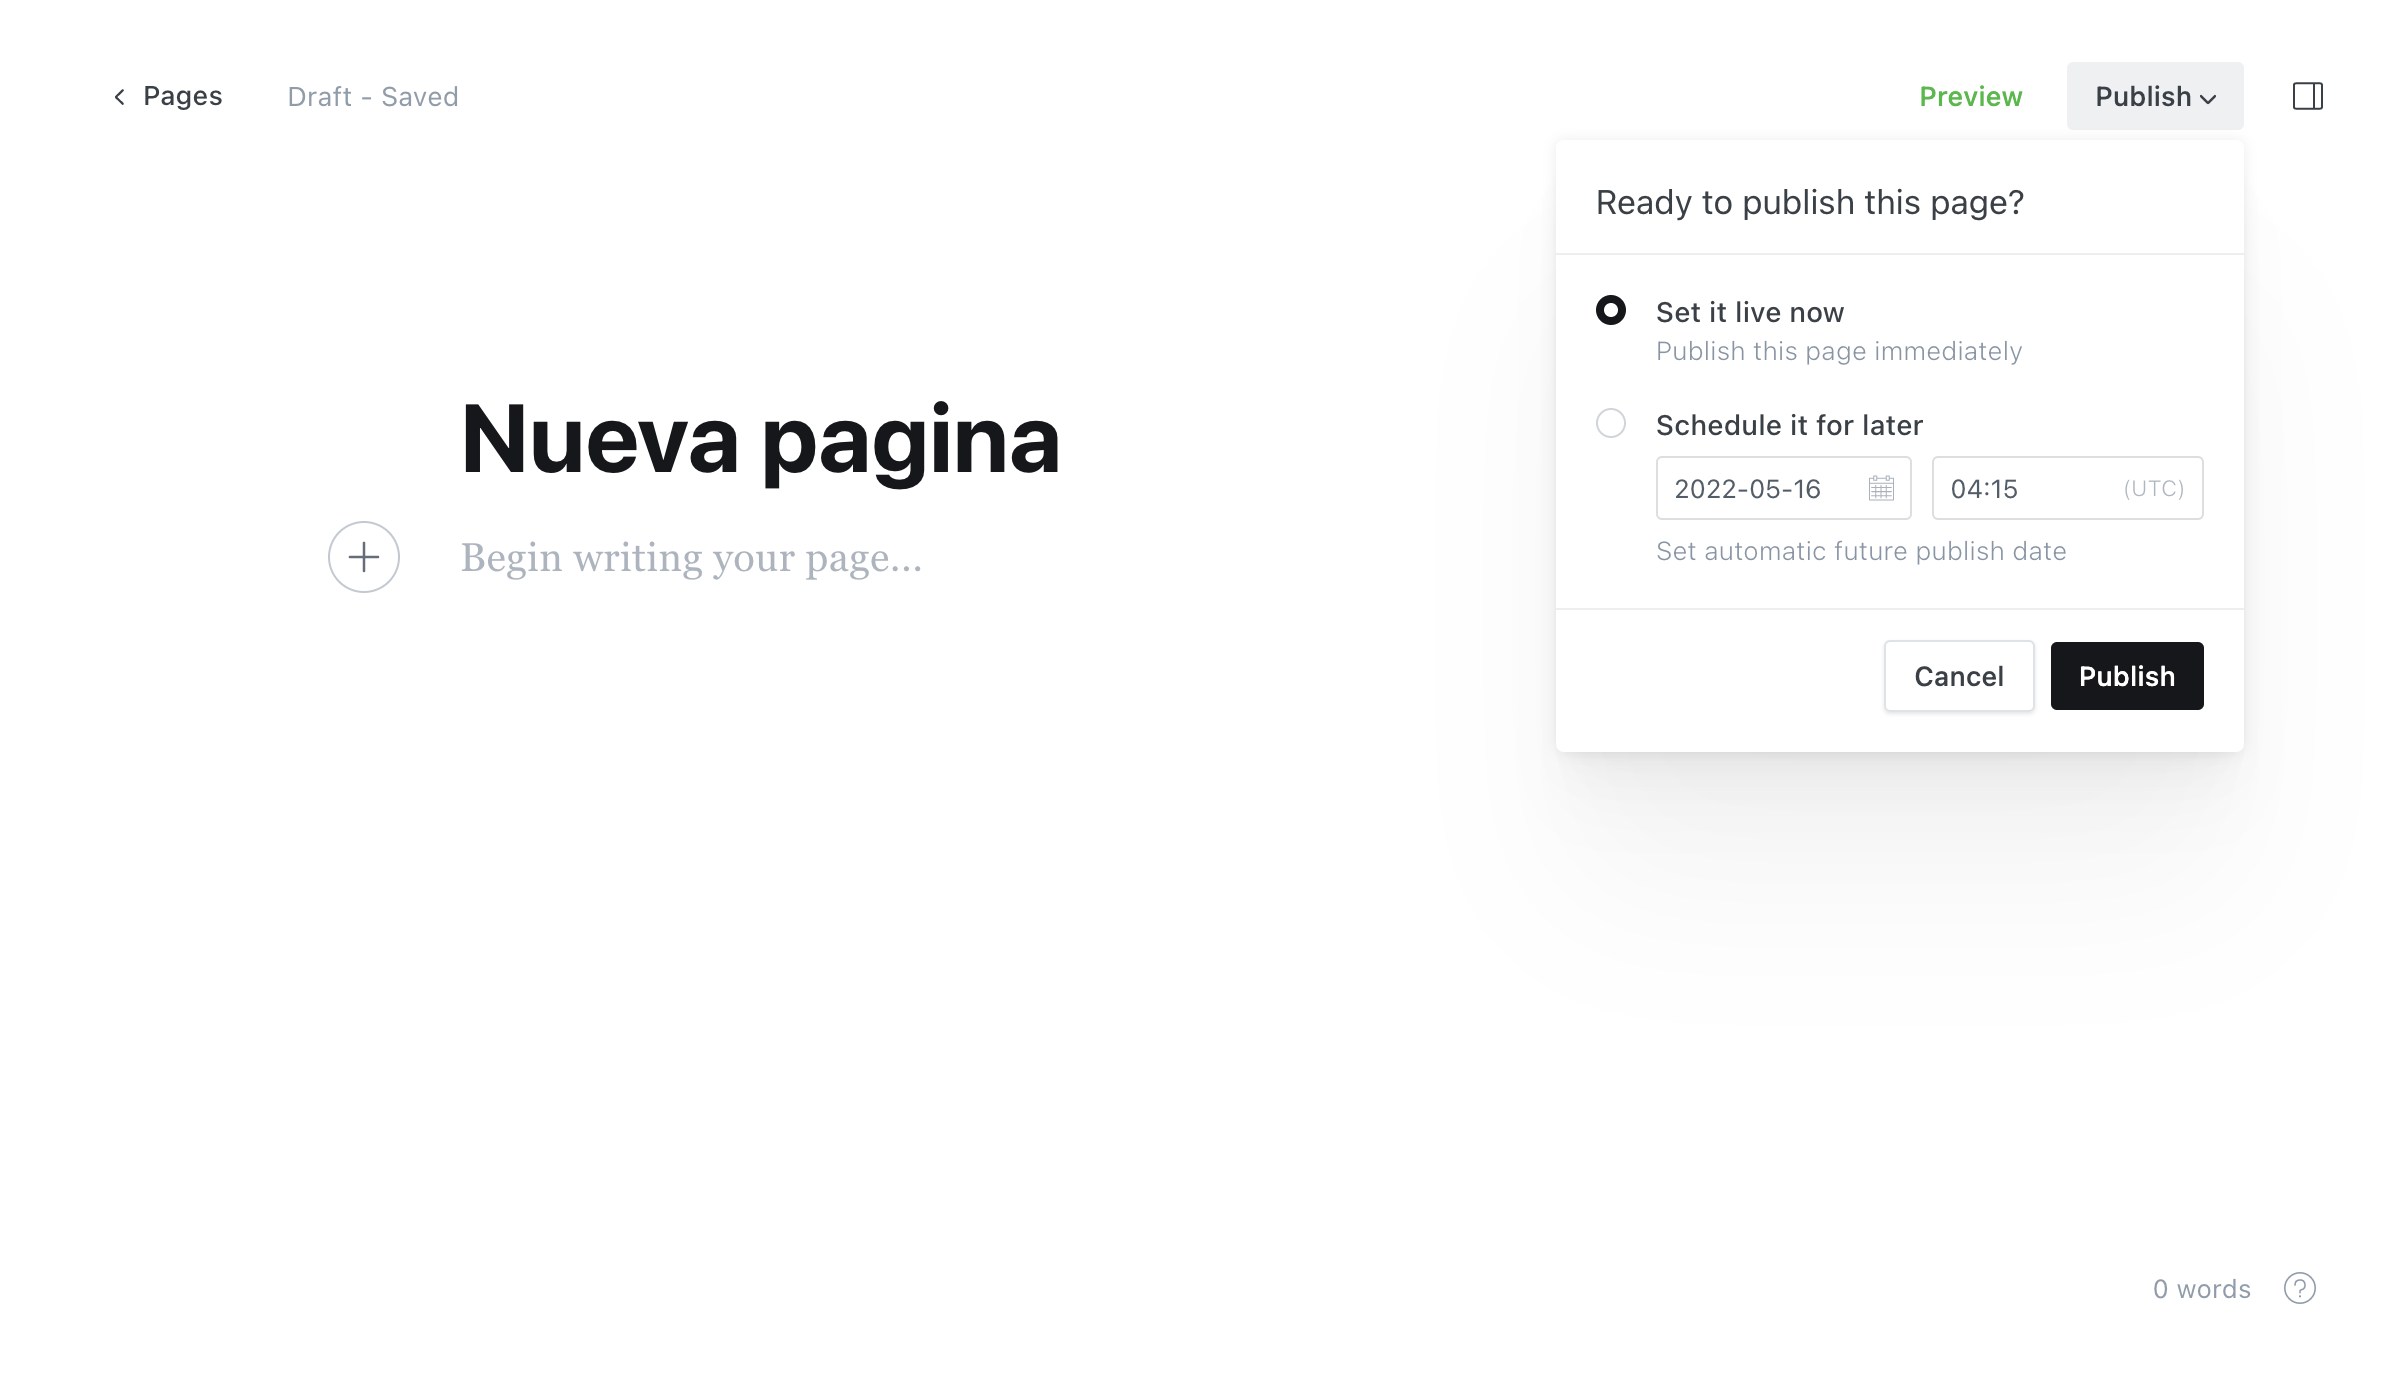 Pages
Draft - Saved
Preview
Publish
Ready to publish this page?
Set it live now
Publish this page immediately
Schedule it for later
2022-05-16
04:15 (UTC)
Set automatic future publish date
Cancel
Publish
Nueva pagina
Begin writing your page...
0 words
?